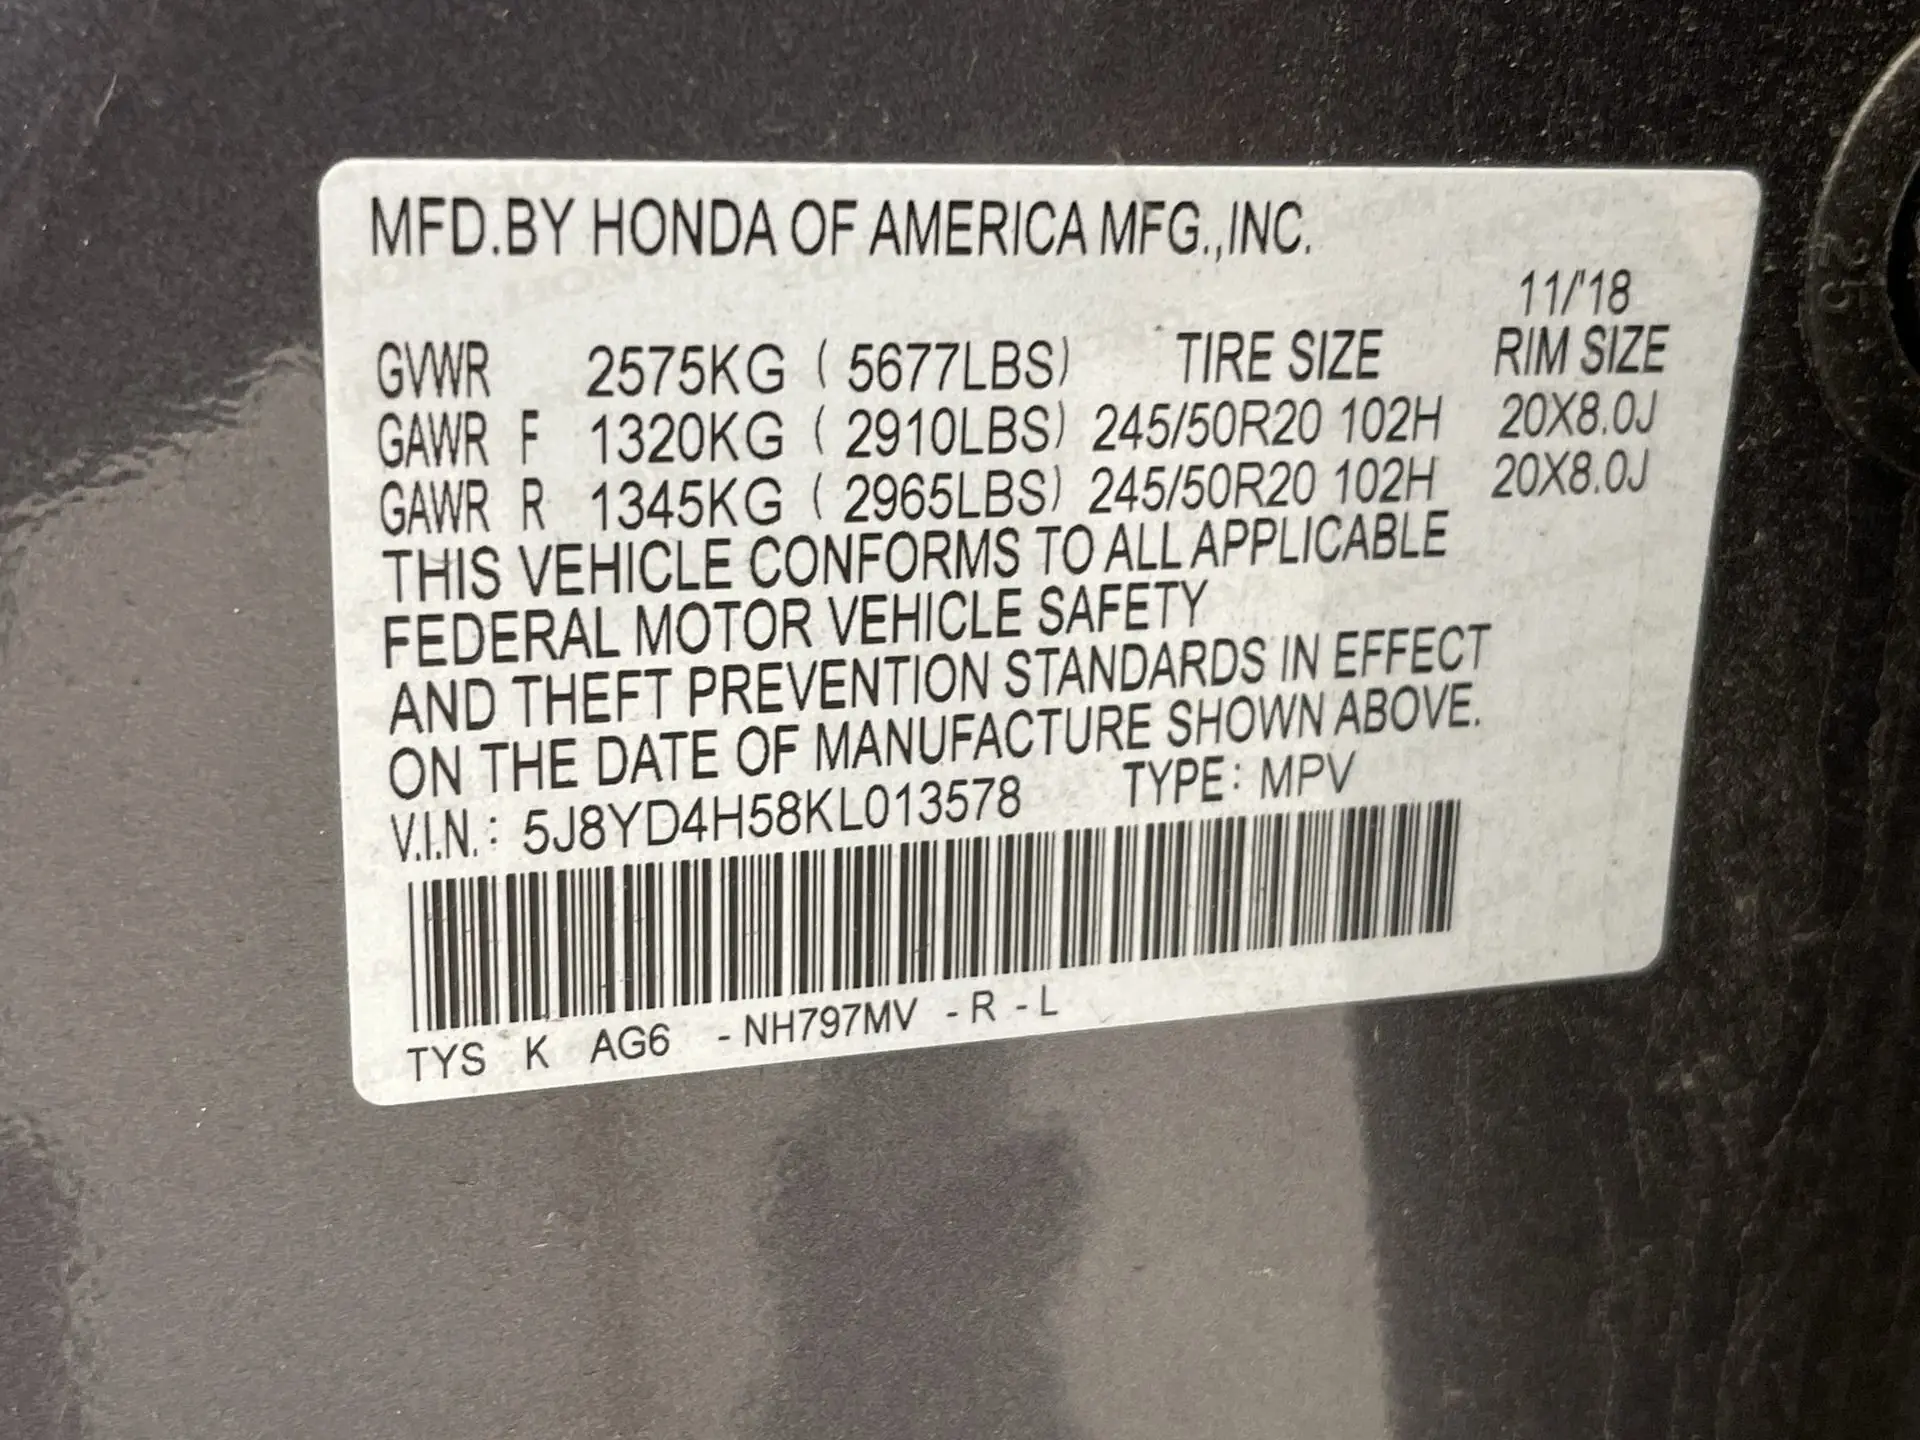 MFD.BY HONDA OF AMERICA MFG.,INC.
11/'18
GVWR 2575KG ( 5677LBS) TIRE SIZE RIM SIZE
GAWR F 1320KG ( 2910LBS) 245/50R20 102H 20X8.0J
GAWR R 1345KG ( 2965LBS) 245/50R20 102H 20X8.0J
THIS VEHICLE CONFORMS TO ALL APPLICABLE
FEDERAL MOTOR VEHICLE SAFETY
AND THEFT PREVENTION STANDARDS IN EFFECT
ON THE DATE OF MANUFACTURE SHOWN ABOVE.
V.I.N.: 5J8YD4H58KL013578 TYPE: MPV
TYS K AG6 -NH797MV -R -L
25